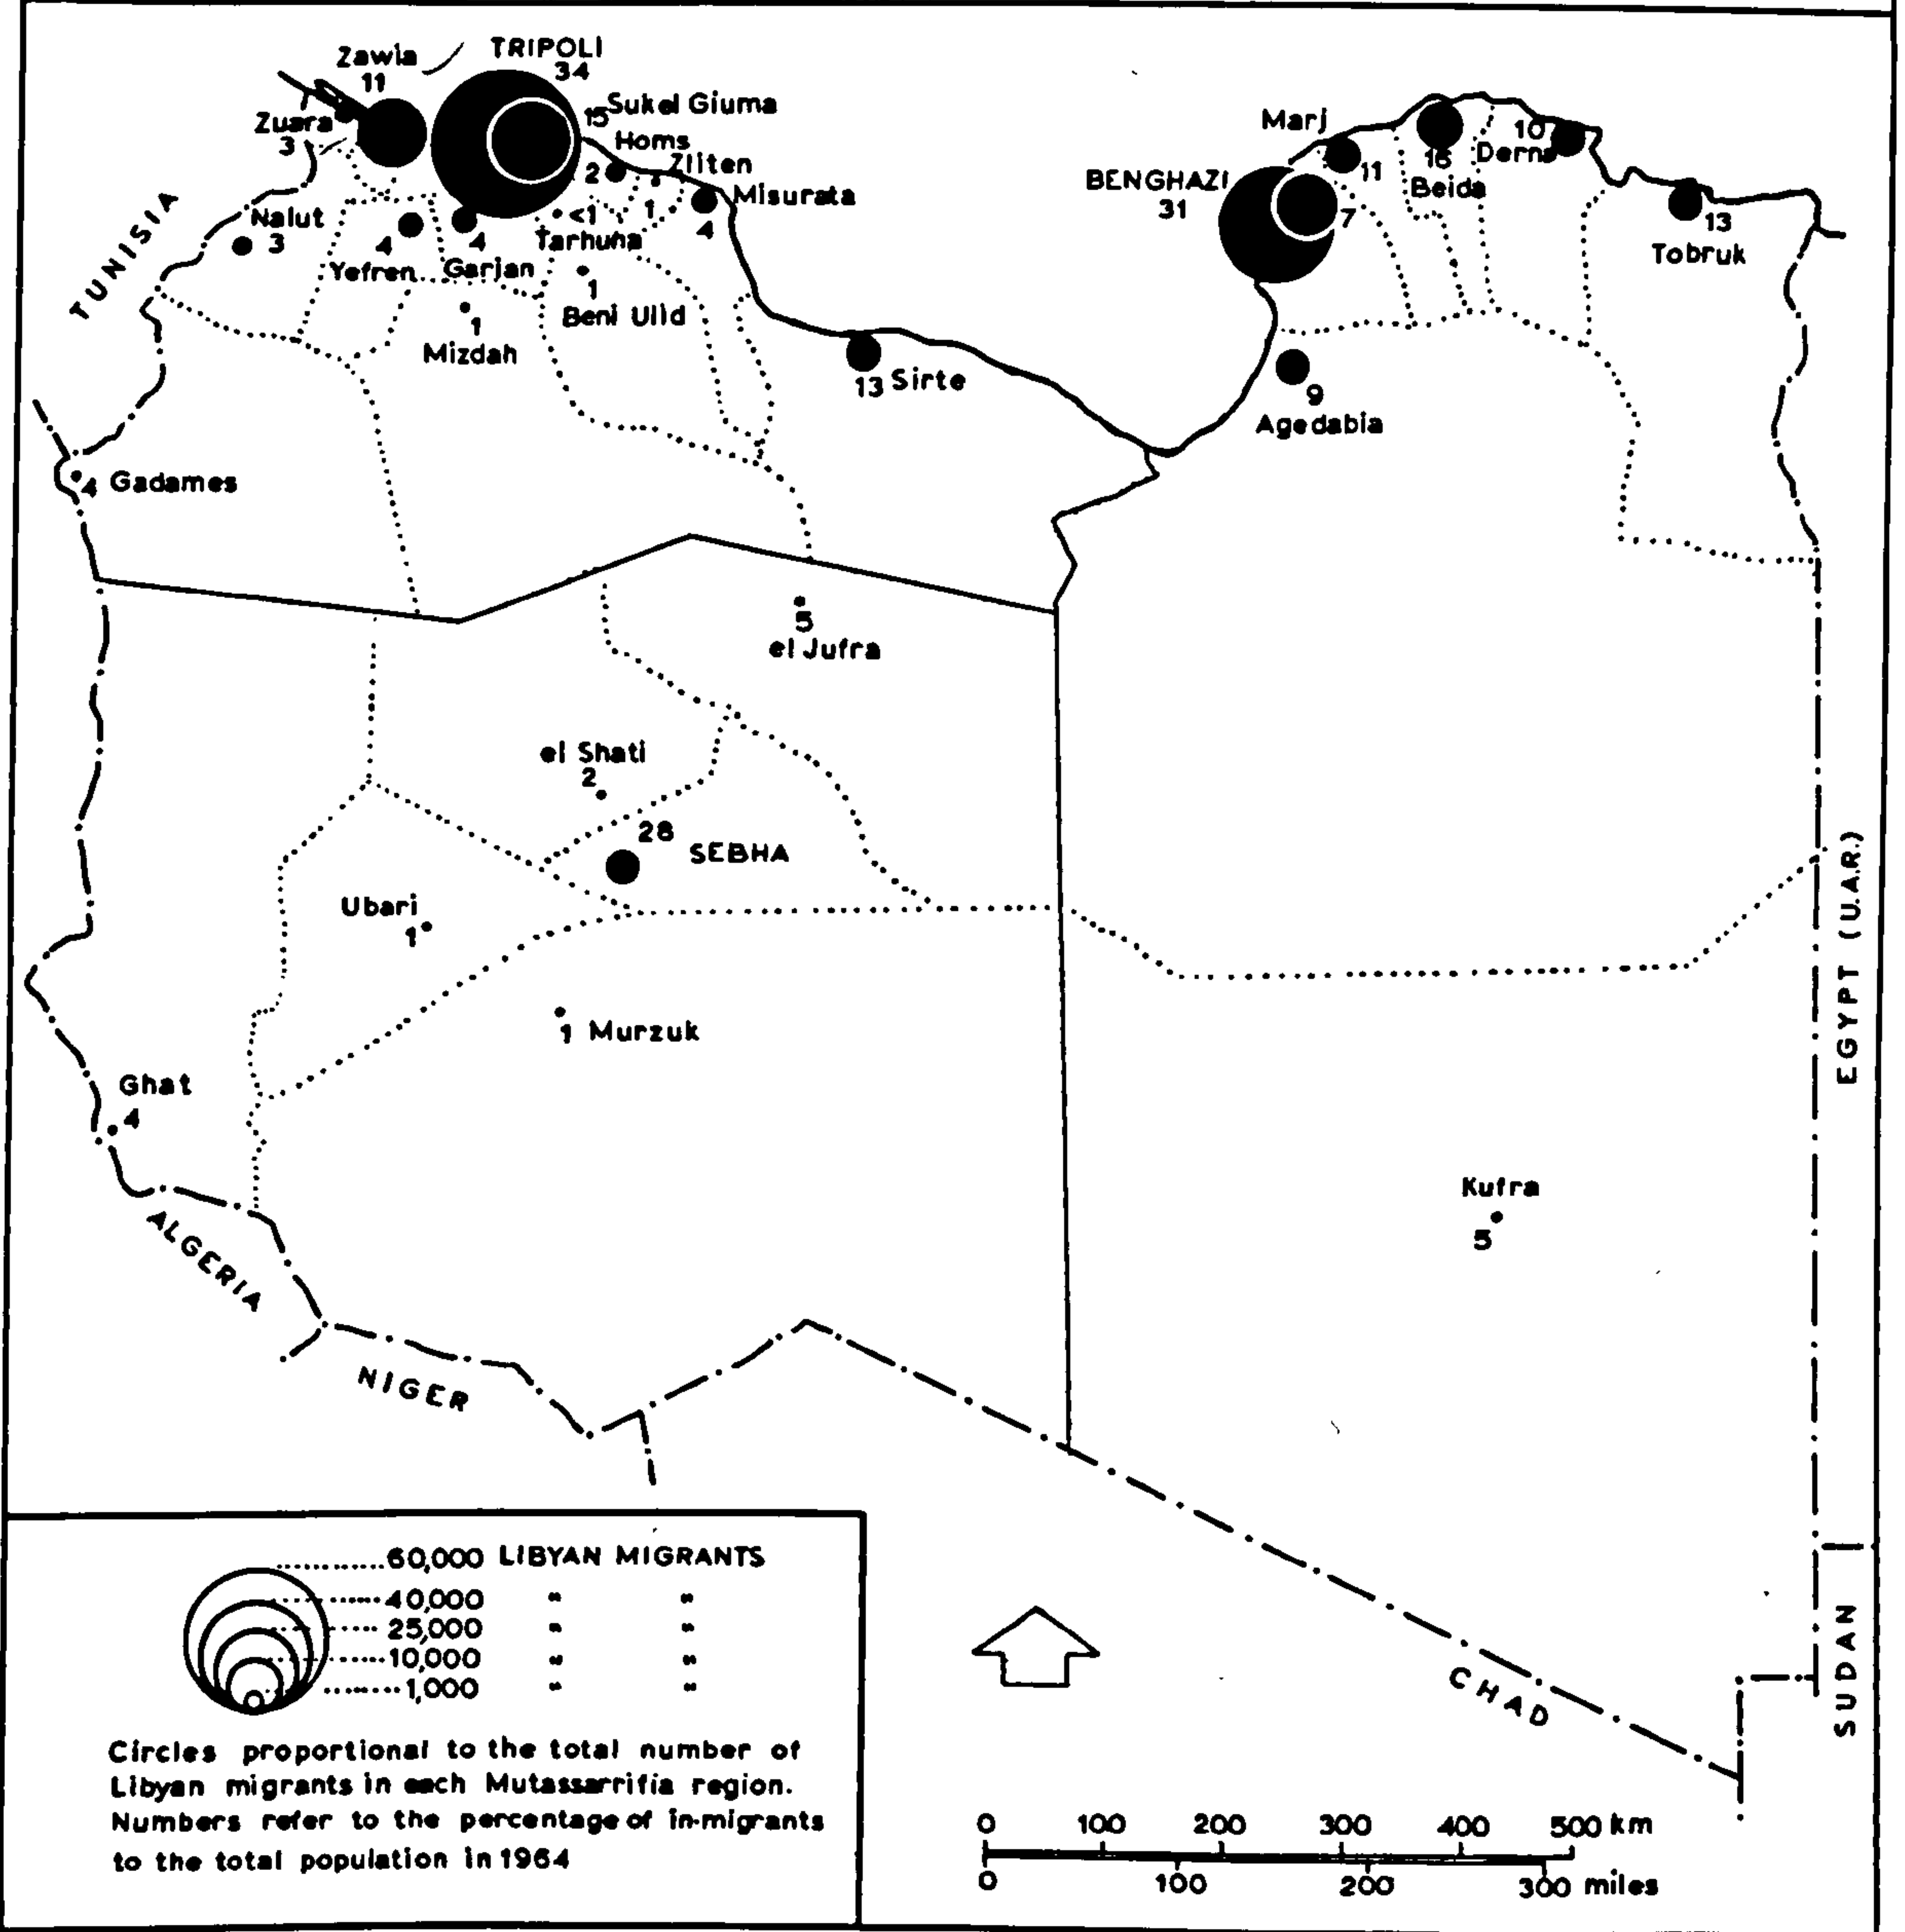 TRIPOLI
34
Zawia
11
15 Sukel Giuma
Zuara
3
Homs
2
Zliten
1
Misurata
4
<1
Tarhuha
Nalut
3
4
Yefren
4
Garian
1
Beni Ulid
1
Mizdah
13 Sirte
Marj
11
16
Beida
10
Derna
BENGHAZI
31
7
13
Tobruk
9
Agedabia
TUNISIA
4 Gadames
5
el Jufra
el Shati
2
28
SEBHA
Ubari
1
1 Murzuk
Ghat
4
Kufra
5
EGYPT (U.A.R.)
ALGERIA
NIGER
CHAD
SUDAN
60,000 LIBYAN MIGRANTS
40,000 " "
25,000 " "
10,000 " "
1,000 " "
Circles proportional to the total number of
Libyan migrants in each Mutassarrifia region.
Numbers refer to the percentage of in-migrants
to the total population in 1964
0 100 200 300 400 500 km
0 100 200 300 miles